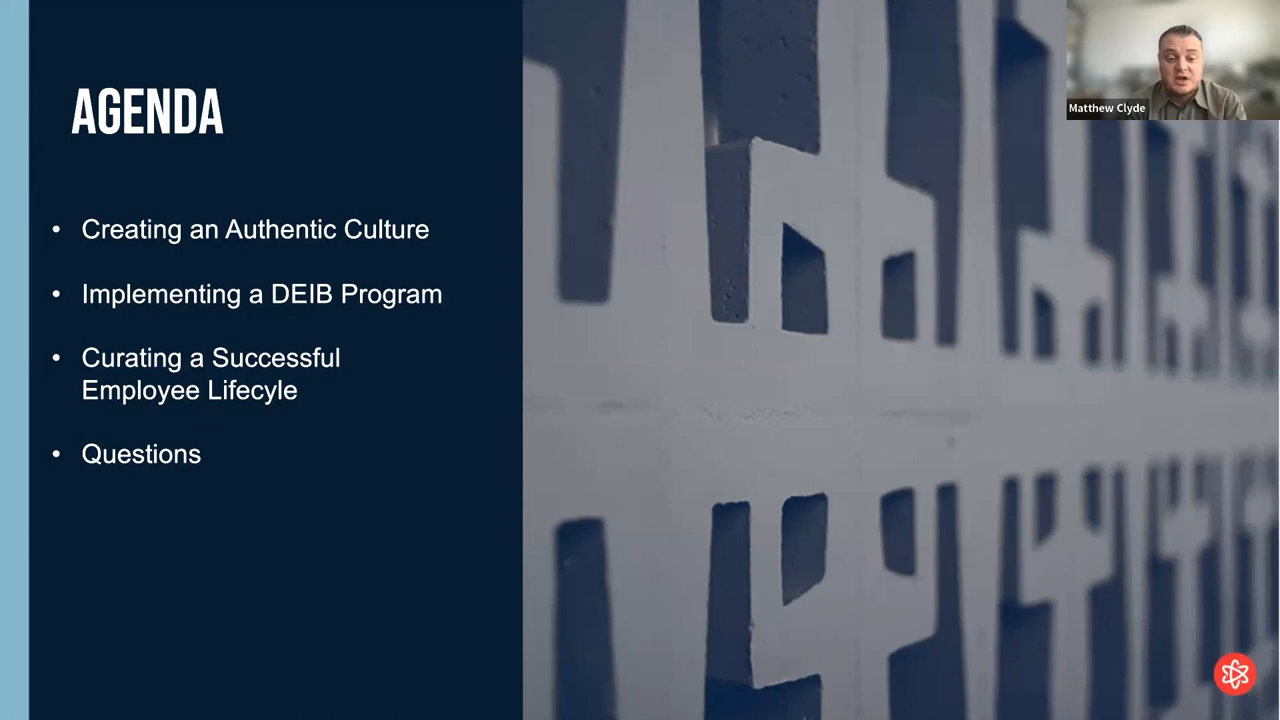 AGENDA
Matthew Clyde
• Creating an Authentic Culture
• Implementing a DEIB Program
• Curating a Successful
Employee Lifecyle
• Questions